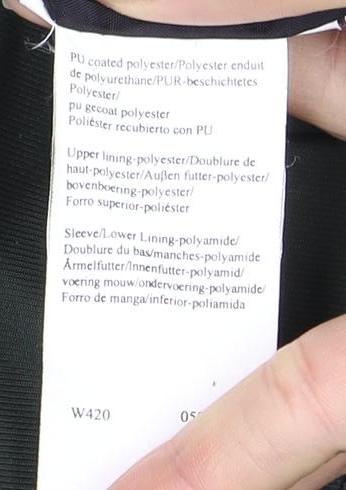 PU coated polyester/Polyester enduit
de polyurethane/PUR-beschichtetes
Polyester/
pu gecoat polyester
Poliéster recubierto con PU
Upper lining-polyester/Doublure de
haut-polyester/Außen futter-polyester/
bovenboering-polyester/
Forro superior-poliéster
Sleeve/Lower Lining-polyamide/
Doublure du bas/manches-polyamide
Ärmelfutter/Innenfutter-polyamid/
voering mouw/ondervoering-polyamide/
Forro de manga/inferior-poliamida
W420